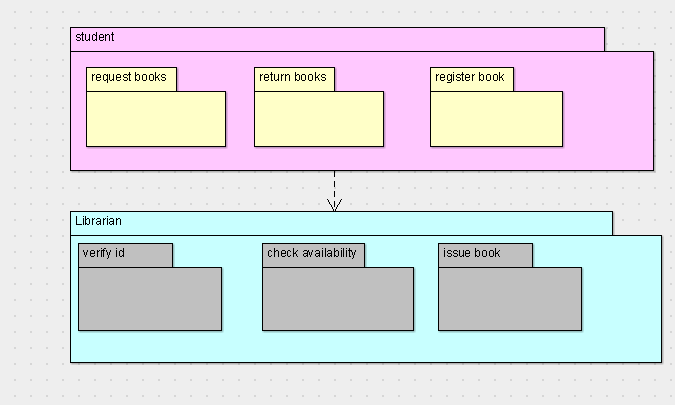 student
request books
return books
register book
Librarian
verify id
check availability
issue book